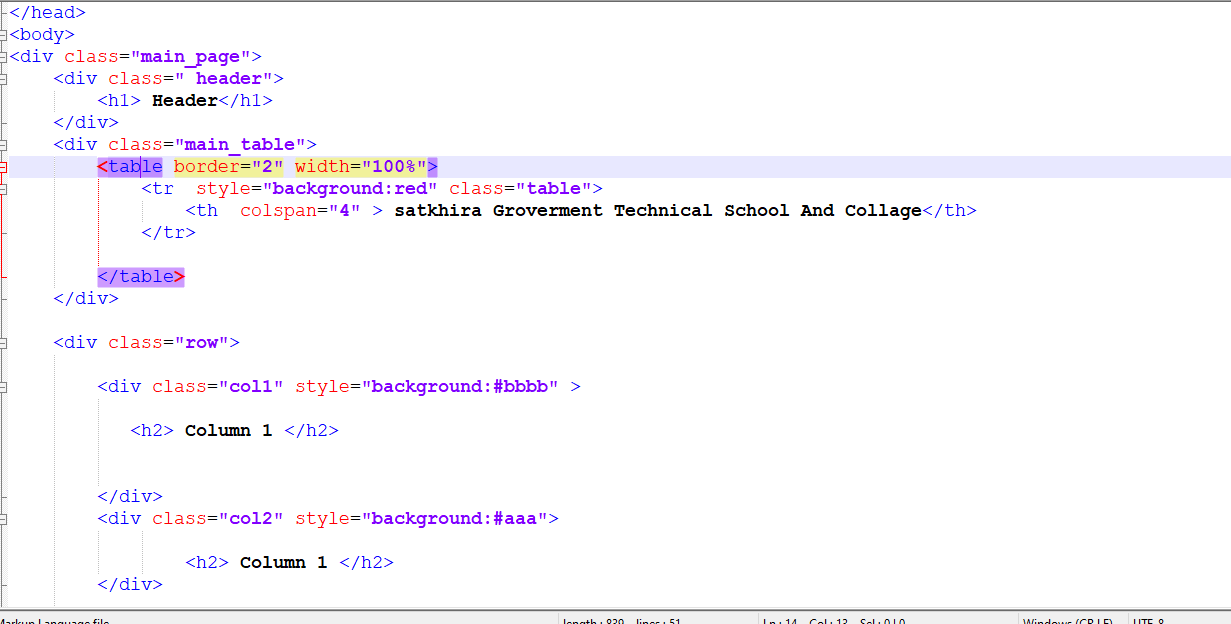 </head>
<body>
<div class="main_page">
<div class=" header">
<h1> Header</h1>
</div>
<div class="main_table">
<table border="2" width="100%">
<tr  style="background:red" class="table">
<th  colspan="4" > satkhira Groverment Technical School And Collage</th>
</tr>
</table>
</div>
<div class="row">
<div class="col1" style="background:#bbbb" >
<h2> Column 1 </h2>
</div>
<div class="col2" style="background:#aaa">
<h2> Column 1 </h2>
</div>
Markup Language file length : 839 lines : 51 Ln : 14 Col : 13 Sel : 0 | 0 Windows (CR LF) UTF-8